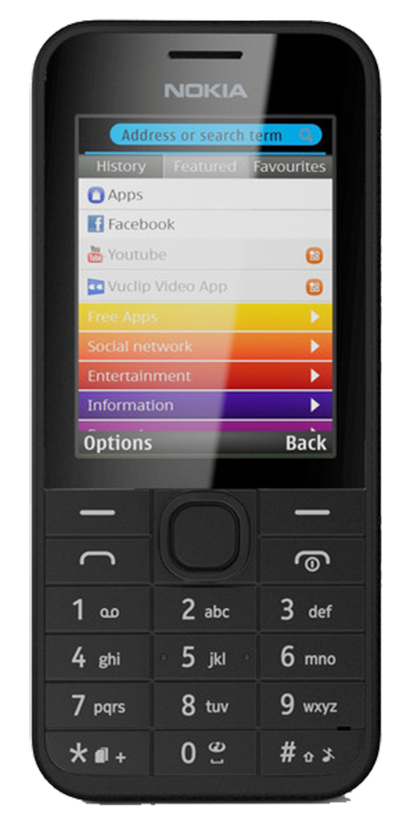 NOKIA
Address or search term
History Featured Favourites
Apps
Facebook
You Tube Youtube
Vuclip Video App
Free Apps
Social network
Entertainment
Information
Options Back
1 2 abc 3 def
4 ghi 5 jkl 6 mno
7 pqrs 8 tuv 9 wxyz
* + 0 #